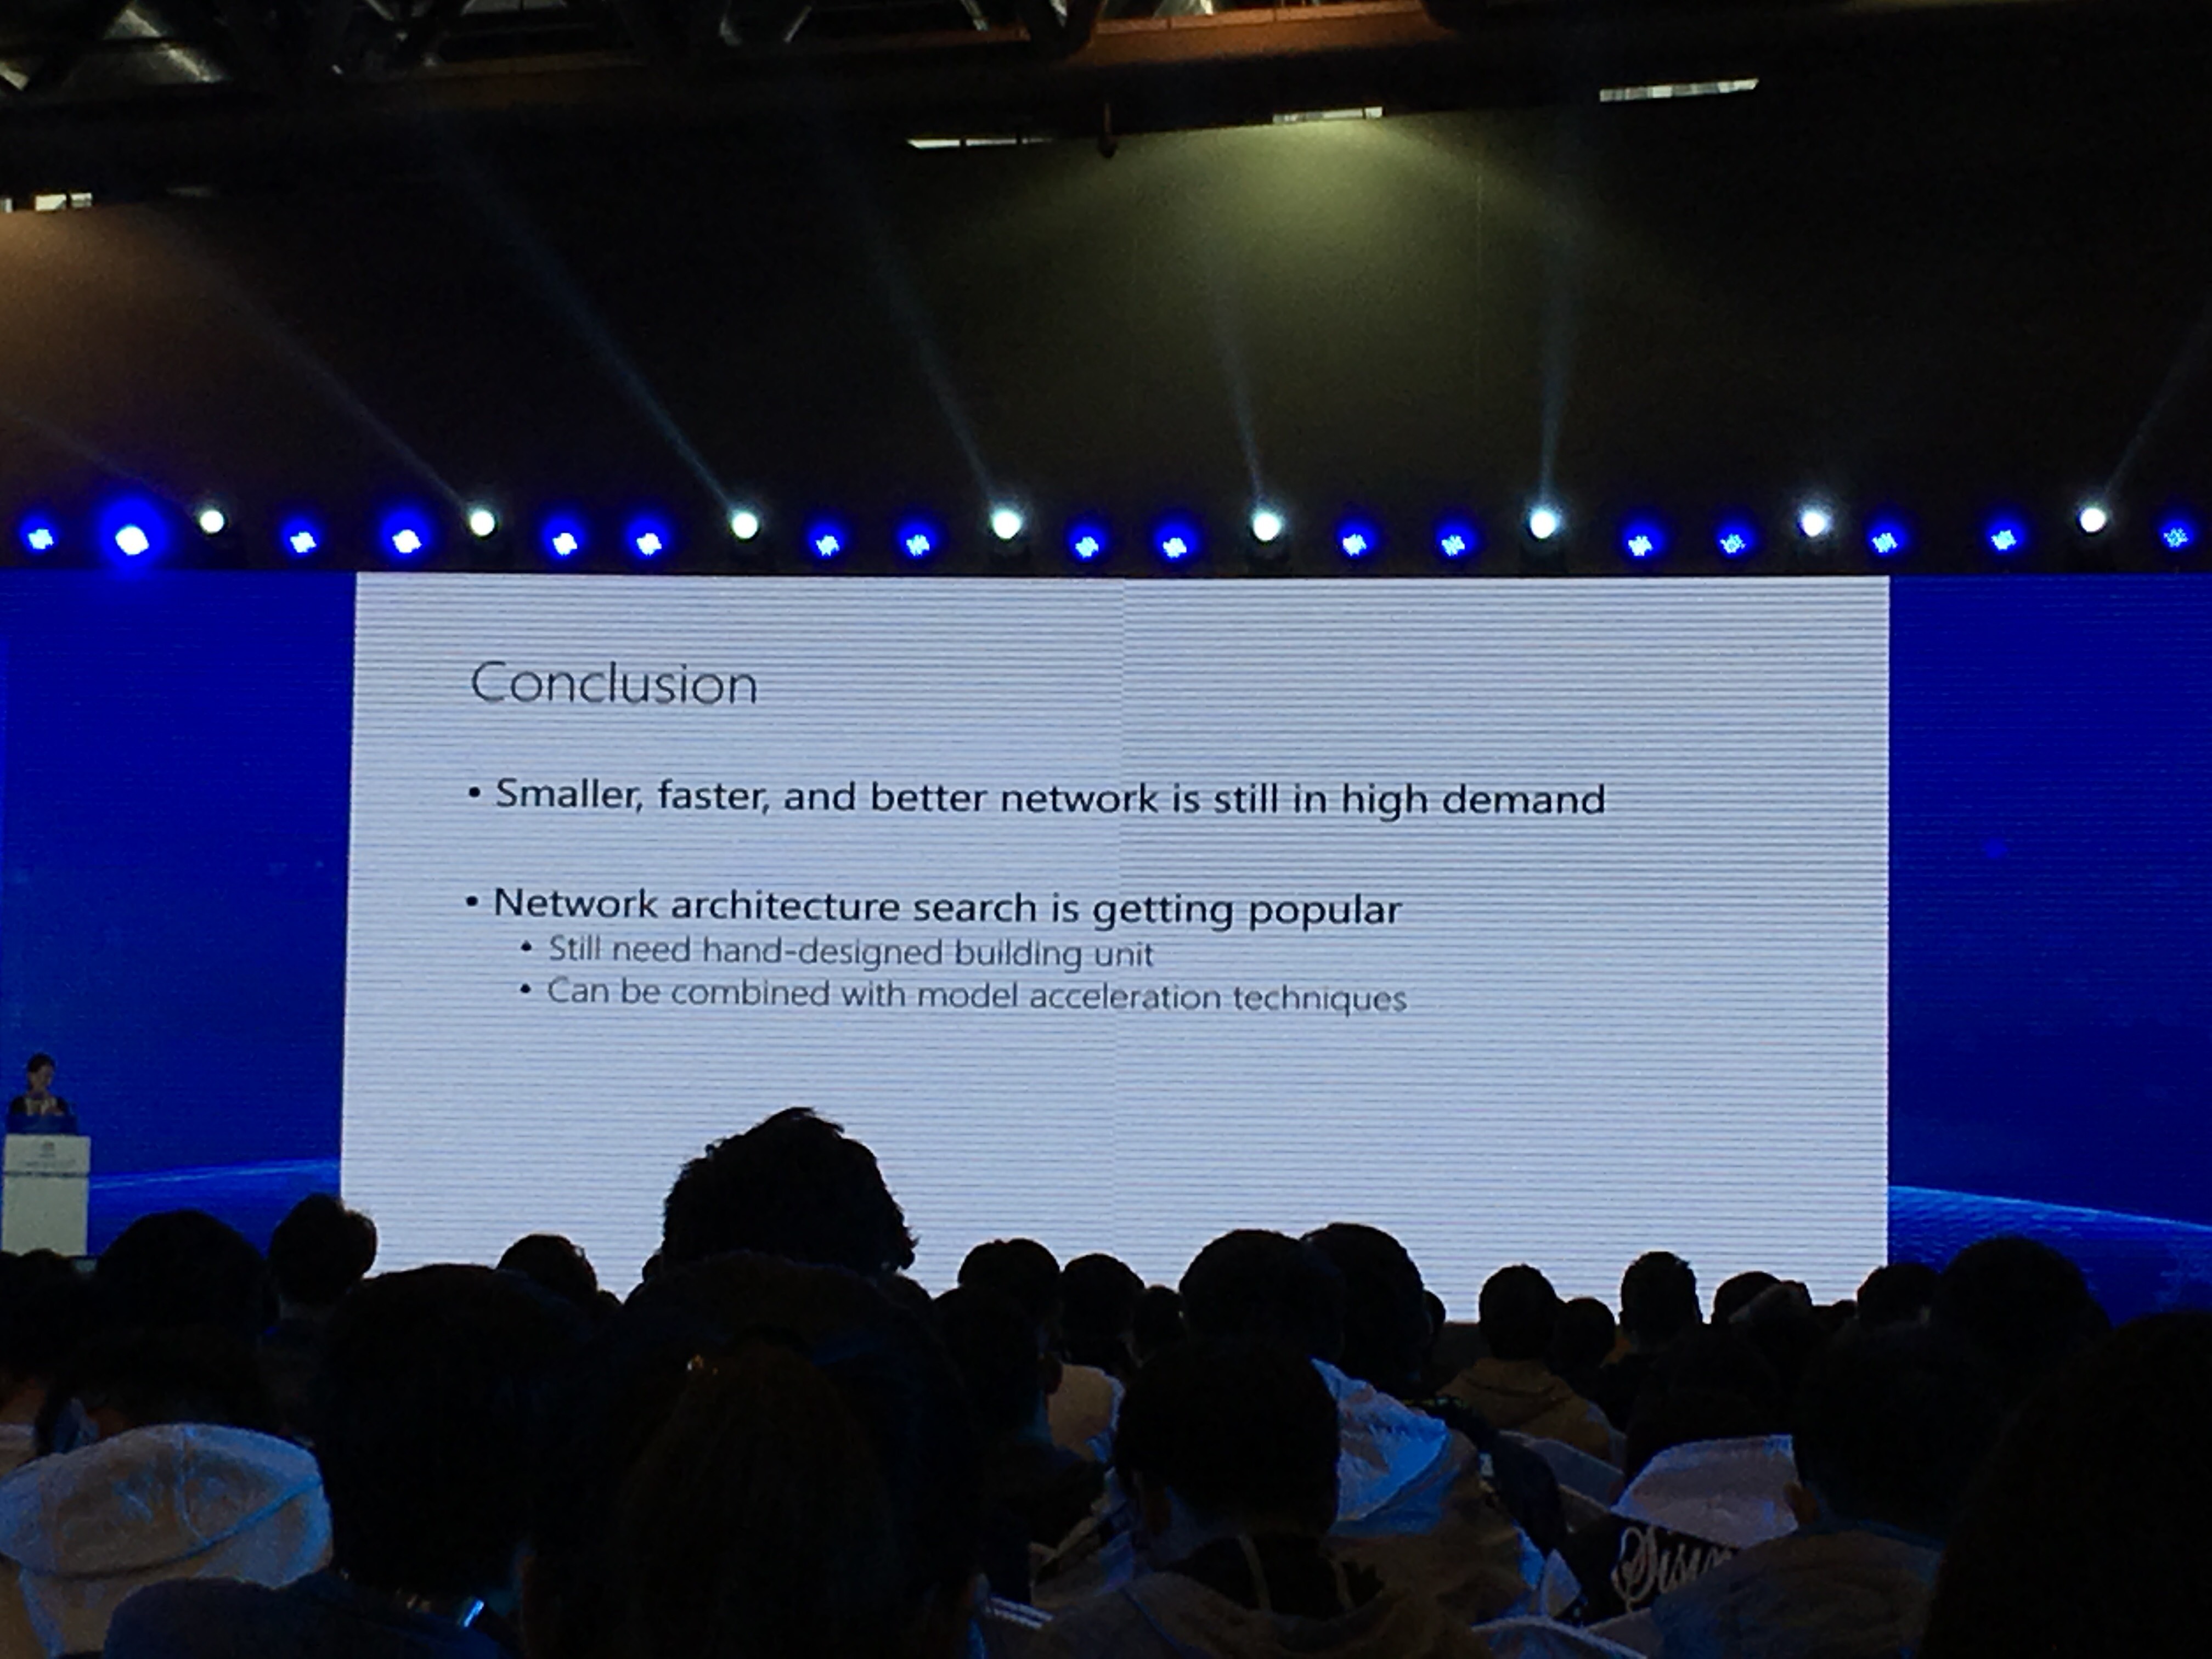 Conclusion
• Smaller, faster, and better network is still in high demand
• Network architecture search is getting popular
• Still need hand-designed building unit
• Can be combined with model acceleration techniques